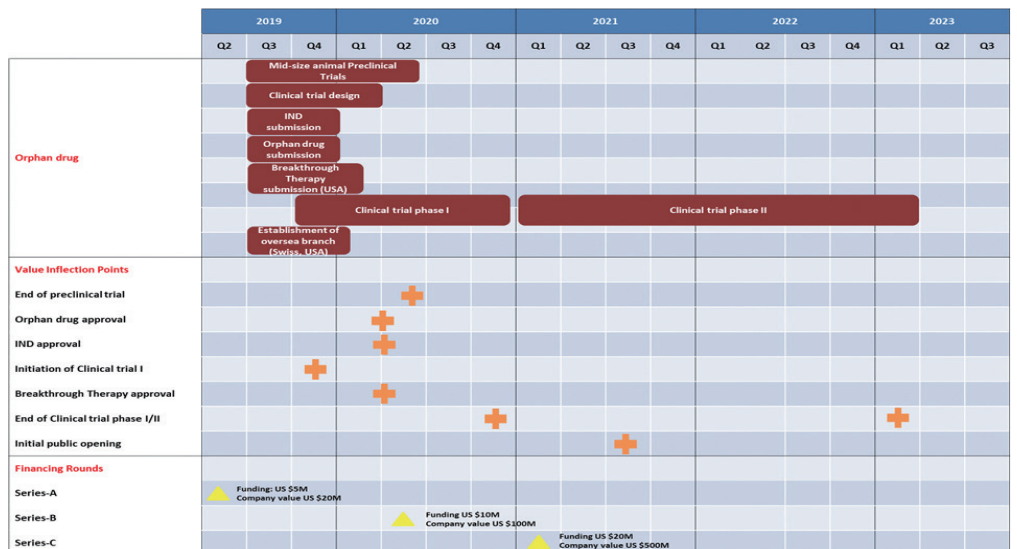 2019 2020 2021 2022 2023
Q2 Q3 Q4 Q1 Q2 Q3 Q4 Q1 Q2 Q3 Q4 Q1 Q2 Q3 Q4 Q1 Q2 Q3
Orphan drug
Mid-size animal Preclinical
Trials
Clinical trial design
IND
submission
Orphan drug
submission
Breakthrough
Therapy
submission (USA)
Clinical trial phase I
Clinical trial phase II
Establishment of
oversea branch
(Swiss, USA)
Value Inflection Points
End of preclinical trial
Orphan drug approval
IND approval
Initiation of Clinical trial I
Breakthrough Therapy approval
End of Clinical trial phase I/II
Initial public opening
Financing Rounds
Series-A
Funding: US $5M
Company value US $20M
Series-B
Funding US $10M
Company value US $100M
Series-C
Funding US $20M
Company value US $500M